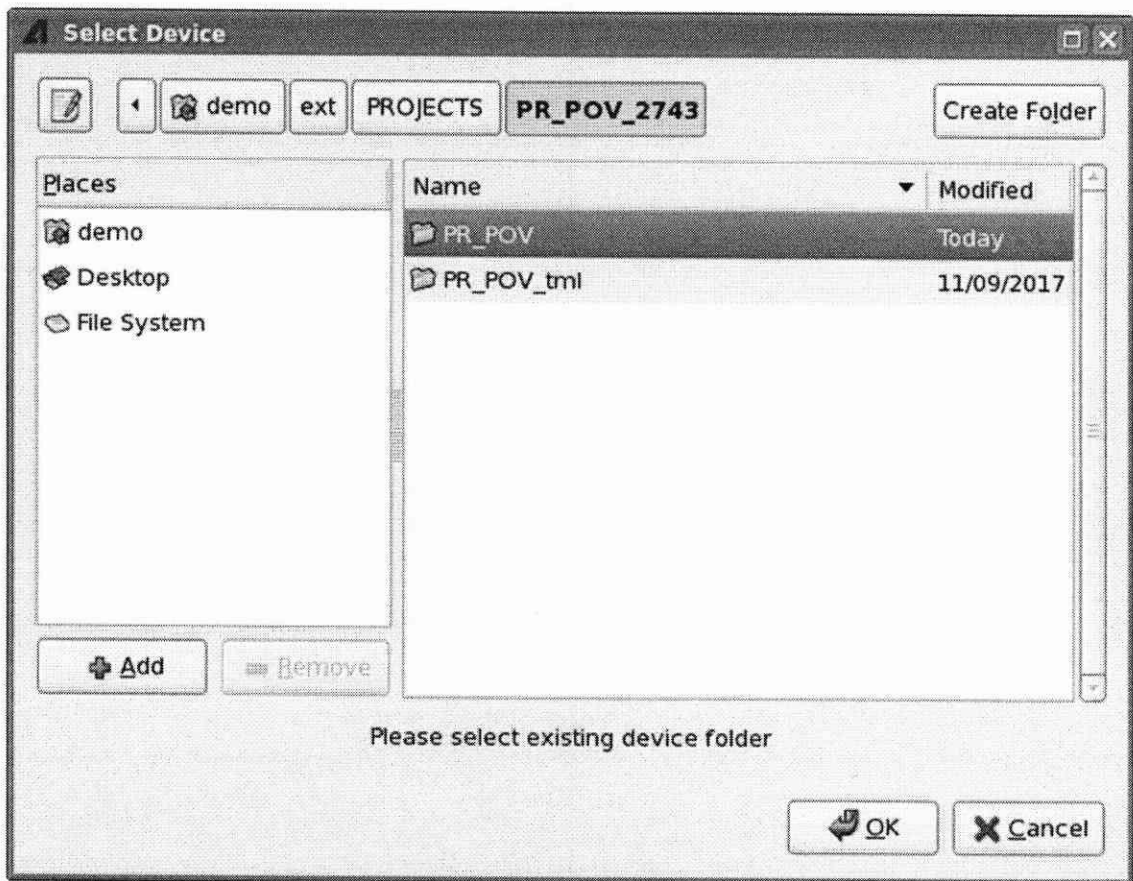 Select Device
demo ext PROJECTS PR_POV_2743 Create Folder
Places
demo
Desktop
File System
Name Modified
PR_POV Today
PR_POV_tml 11/09/2017
Add Remove
Please select existing device folder
OK Cancel